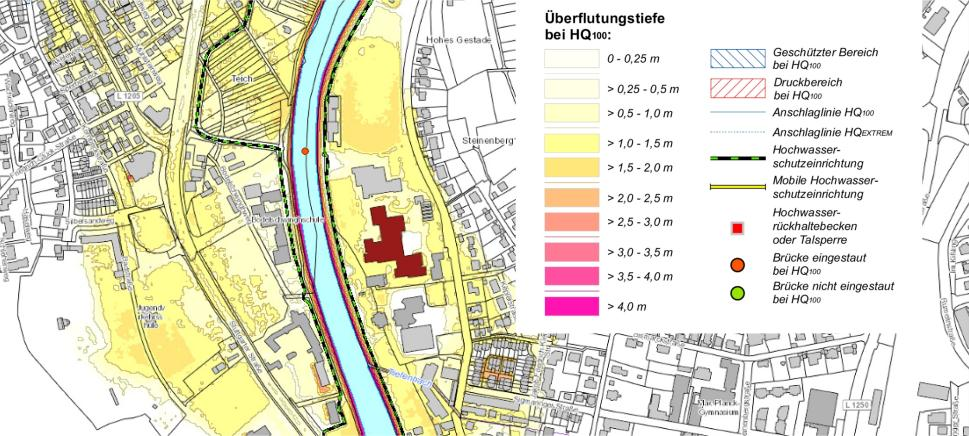 Überflutungstiefe
bei HQ100:
0 - 0,25 m
> 0,25 - 0,5 m
> 0,5 - 1,0 m
> 1,0 - 1,5 m
> 1,5 - 2,0 m
> 2,0 - 2,5 m
> 2,5 - 3,0 m
> 3,0 - 3,5 m
> 3,5 - 4,0 m
> 4,0 m
Geschützter Bereich
bei HQ100
Druckbereich
bei HQ100
Anschlaglinie HQ100
Anschlaglinie HQEXTREM
Hochwasser-
schutzeinrichtung
Mobile Hochwasser-
schutzeinrichtung
Hochwasser-
rückhaltebecken
oder Talsperre
Brücke eingestaut
bei HQ100
Brücke nicht eingestaut
bei HQ100
Hohes Gestade
Teich
L 1205
Steinenberg
Bodelschwinghschule
Tiefenbach
Max-Planck-
Gymnasium
L 1250